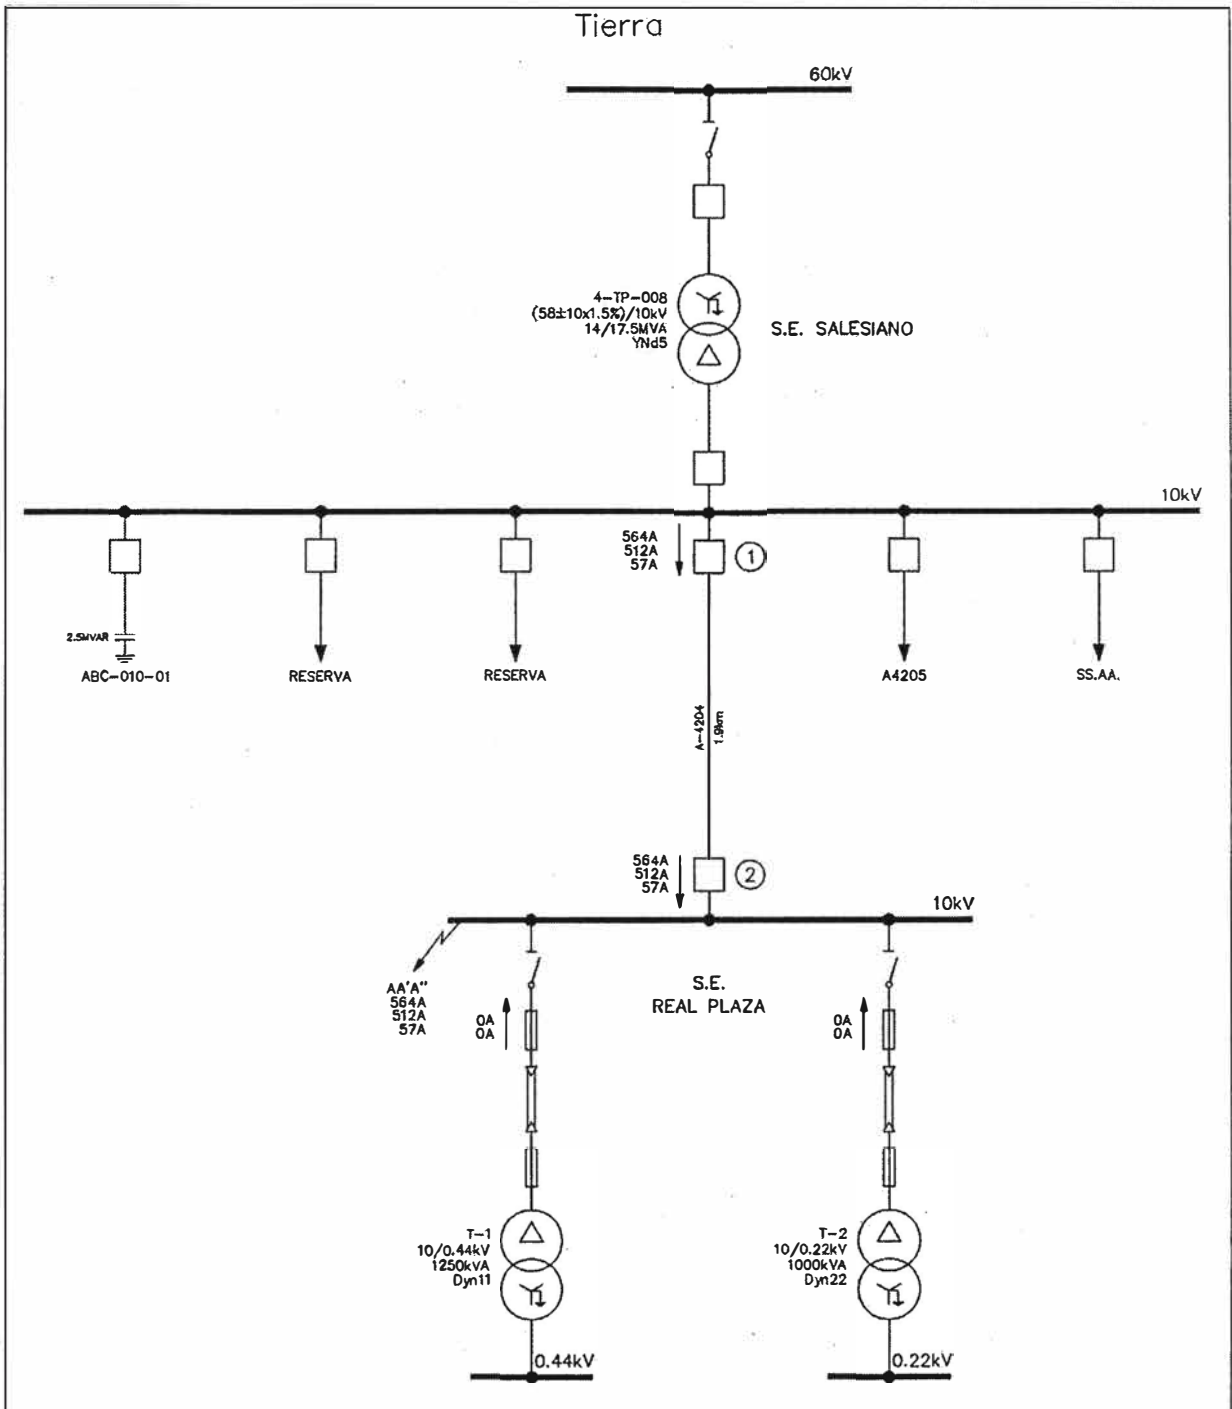 Tierra
60kV
4-TP-008
(58±10x1.5%)/10kV
14/17.5MVA
YNd5
S.E. SALESIANO
10kV
564A
512A
57A
1
2.5MVAR
ABC-010-01
RESERVA
RESERVA
A4205
SS.AA.
A-4204
1.9km
564A
512A
57A
2
10kV
AA'A"
564A
512A
57A
0A
0A
S.E.
REAL PLAZA
0A
0A
T-1
10/0.44kV
1250kVA
Dyn11
T-2
10/0.22kV
1000kVA
Dyn22
0.44kV
0.22kV